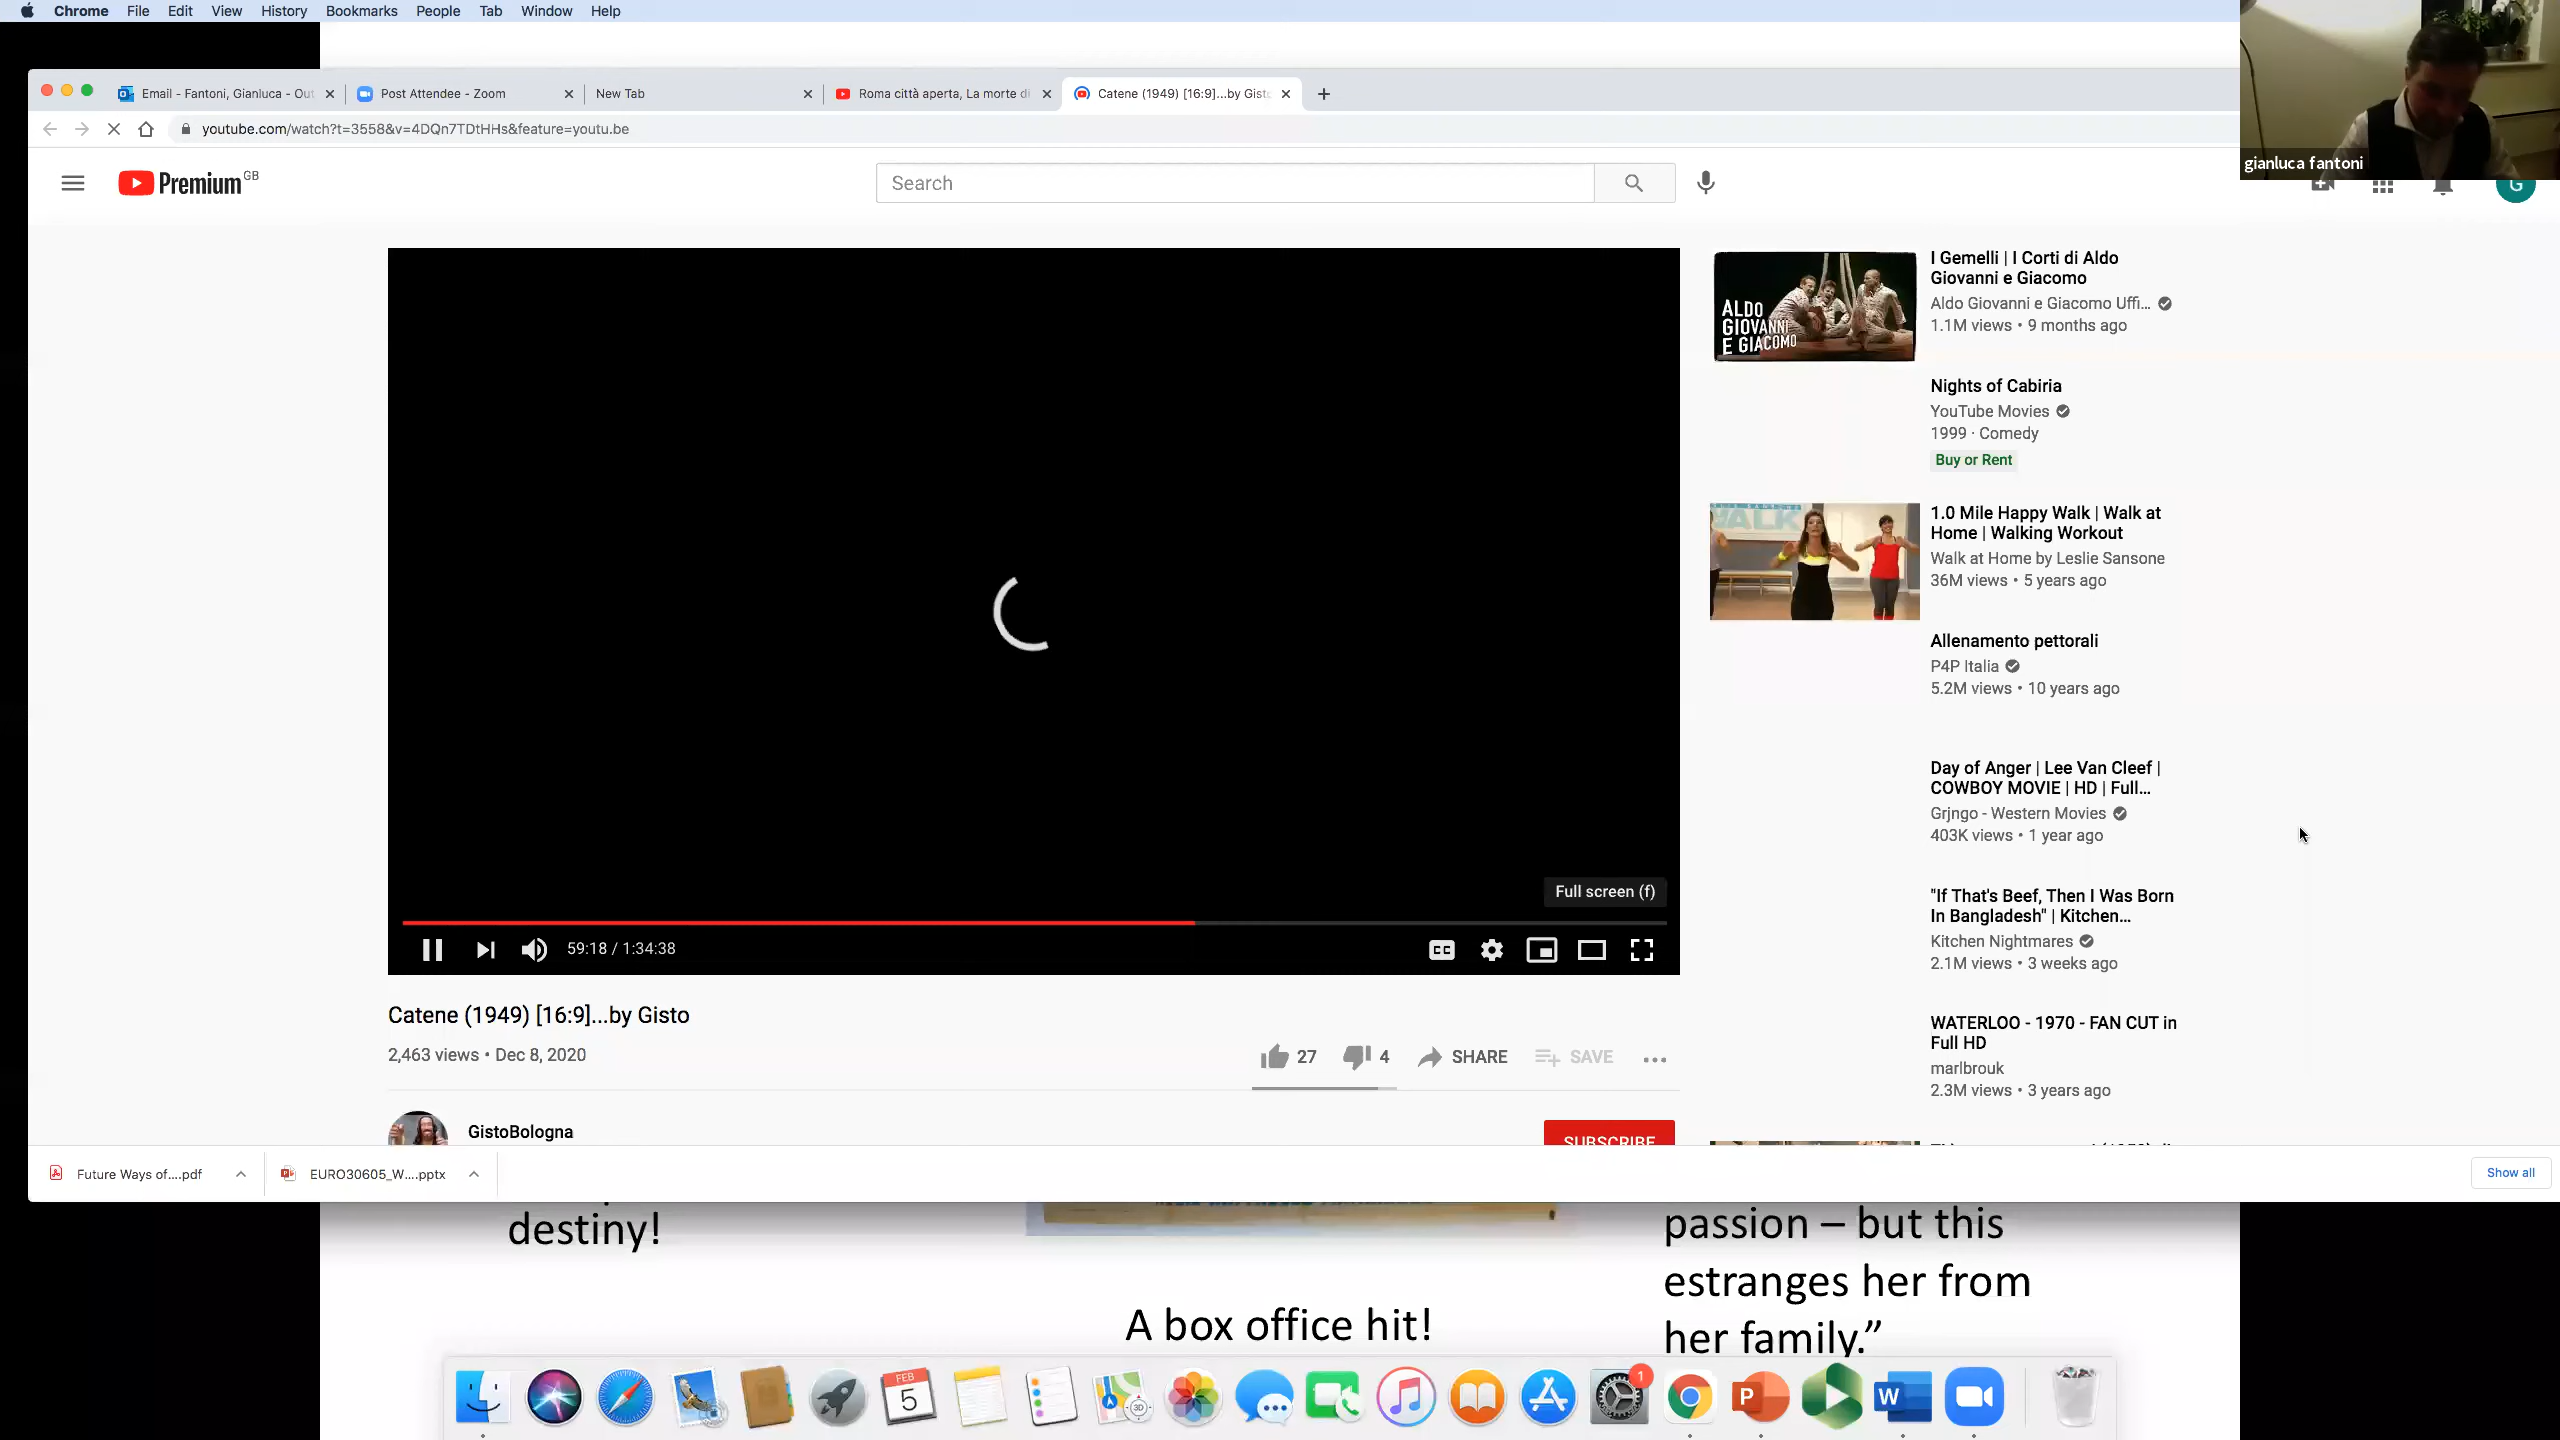 Chrome File Edit View History Bookmarks People Tab Window Help
Email - Fantoni, Gianluca - Out
Post Attendee - Zoom
New Tab
Roma città aperta, La morte di
Catene (1949) [16:9]...by Gisto
youtube.com/watch?t=3558&v=4DQn7TDtHHs&feature=youtu.be
gianluca fantoni
Premium GB
Search
G
ALDO
GIOVANNI
E GIACOMO
I Gemelli | I Corti di Aldo
Giovanni e Giacomo
Aldo Giovanni e Giacomo Uffi...
1.1M views • 9 months ago
Nights of Cabiria
YouTube Movies
1999 · Comedy
Buy or Rent
WALK
1.0 Mile Happy Walk | Walk at
Home | Walking Workout
Walk at Home by Leslie Sansone
36M views • 5 years ago
Allenamento pettorali
P4P Italia
5.2M views • 10 years ago
Day of Anger | Lee Van Cleef |
COWBOY MOVIE | HD | Full...
Grjngo - Western Movies
403K views • 1 year ago
"If That's Beef, Then I Was Born
In Bangladesh" | Kitchen...
Kitchen Nightmares
2.1M views • 3 weeks ago
WATERLOO - 1970 - FAN CUT in
Full HD
marlbrouk
2.3M views • 3 years ago
Full screen (f)
59:18 / 1:34:38
CC
Catene (1949) [16:9]...by Gisto
2,463 views • Dec 8, 2020
27 4 SHARE SAVE
GistoBologna
SUBSCRIBE
Future Ways of....pdf
EURO30605_W....pptx
Show all
destiny!
A box office hit!
passion – but this
estranges her from
her family.”
FEB
5
3D
1
P
W